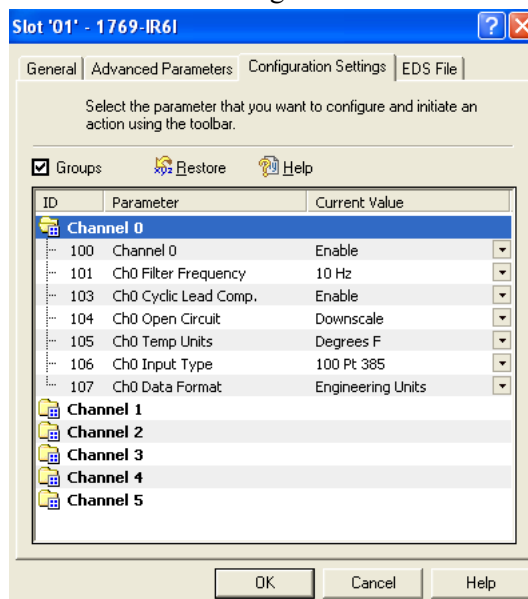 Slot '01' - 1769-IR6I
General Advanced Parameters Configuration Settings EDS File
Select the parameter that you want to configure and initiate an
action using the toolbar.
Groups Restore Help
ID Parameter Current Value
Channel 0
100 Channel 0 Enable
101 Ch0 Filter Frequency 10 Hz
103 Ch0 Cyclic Lead Comp. Enable
104 Ch0 Open Circuit Downscale
105 Ch0 Temp Units Degrees F
106 Ch0 Input Type 100 Pt 385
107 Ch0 Data Format Engineering Units
Channel 1
Channel 2
Channel 3
Channel 4
Channel 5
OK Cancel Help